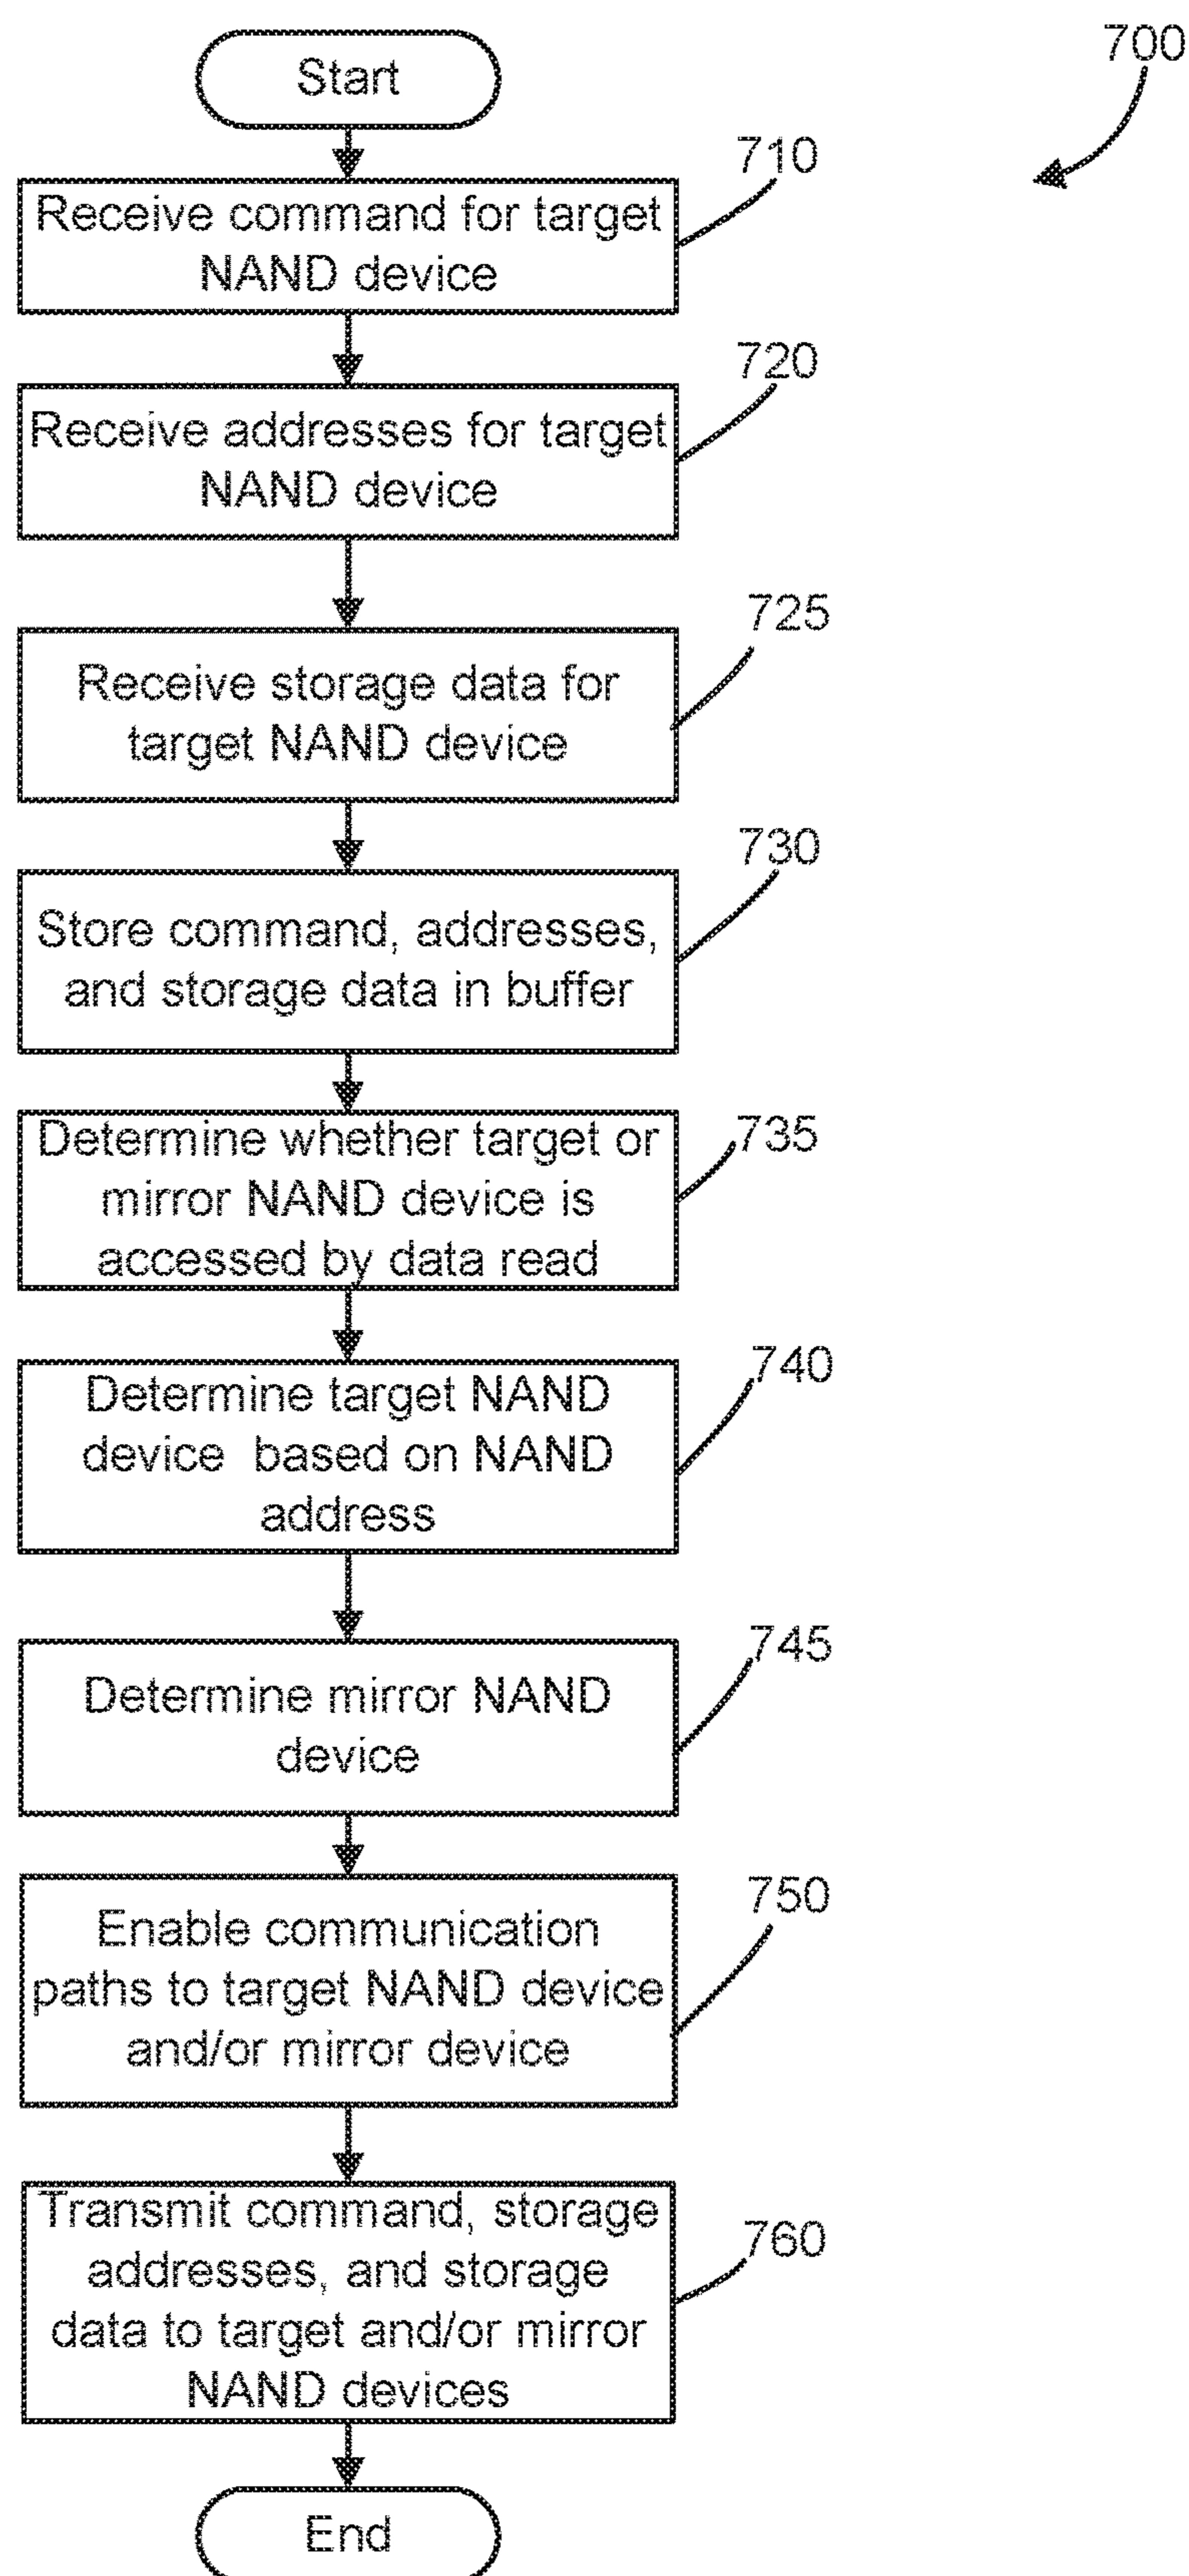 700
Start
710
Receive command for target
NAND device
720
Receive addresses for target
NAND device
725
Receive storage data for
target NAND device
730
Store command, addresses,
and storage data in buffer
735
Determine whether target or
mirror NAND device is
accessed by data read
740
Determine target NAND
device based on NAND
address
745
Determine mirror NAND
device
750
Enable communication
paths to target NAND device
and/or mirror device
760
Transmit command, storage
addresses, and storage
data to target and/or mirror
NAND devices
End